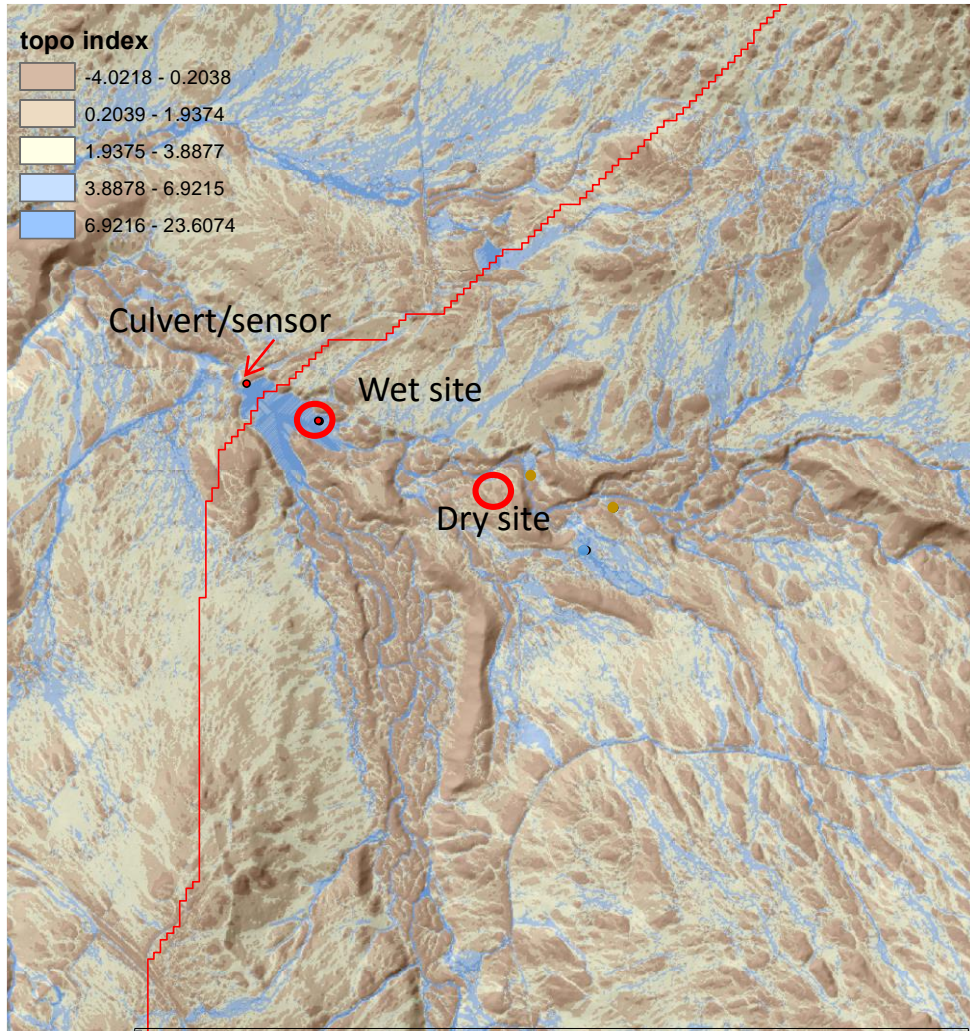 topo index
-4.0218 - 0.2038
0.2039 - 1.9374
1.9375 - 3.8877
3.8878 - 6.9215
6.9216 - 23.6074
Culvert/sensor
Wet site
Dry site